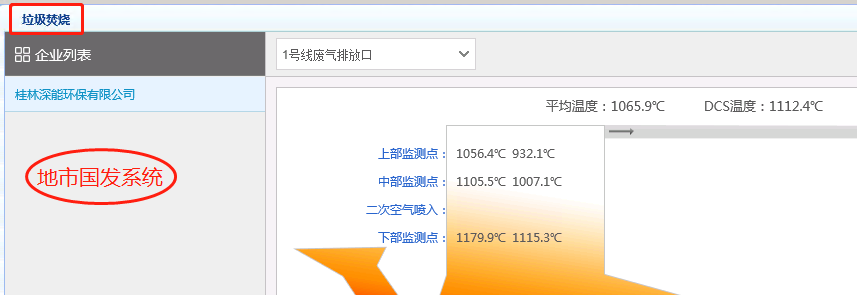 垃圾焚烧
企业列表
1号线废气排放口
桂林深能环保有限公司
平均温度：1065.9℃ DCS温度：1112.4℃
上部监测点： 1056.4℃ 932.1℃
中部监测点： 1105.5℃ 1007.1℃
二次空气喷入：
下部监测点： 1179.9℃ 1115.3℃
地市国发系统